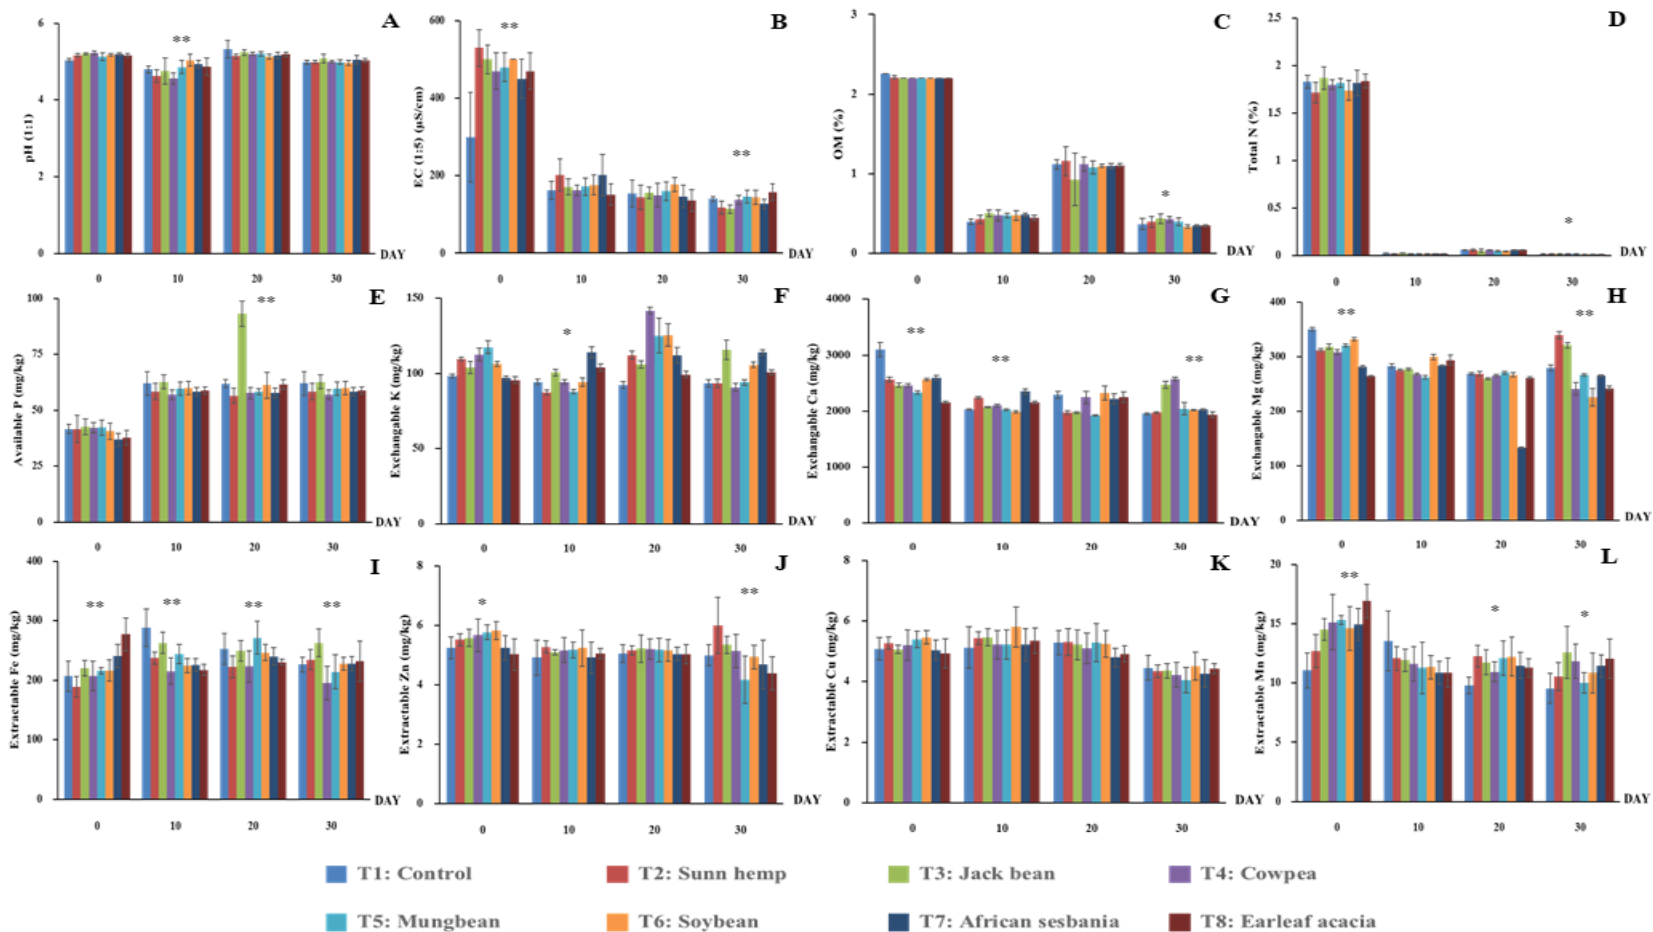 A
6
4
2
0
pH (1:1)
**
DAY
0 10 20 30
B
600
400
200
0
EC (1:5) (µS/cm)
**
**
DAY
0 10 20 30
C
3
2
1
0
OM (%)
*
DAY
0 10 20 30
D
2.5
2
1.5
1
0.5
0
Total N (%)
*
DAY
0 10 20 30
E
100
75
50
25
0
Available P (mg/kg)
**
DAY
0 10 20 30
F
150
100
50
0
Exchangable K (mg/kg)
*
DAY
0 10 20 30
G
4000
3000
2000
1000
0
Exchangable Ca (mg/kg)
**
**
**
DAY
0 10 20 30
H
400
300
200
100
0
Exchangable Mg (mg/kg)
**
**
DAY
0 10 20 30
I
400
300
200
100
0
Extractable Fe (mg/kg)
**
**
**
**
DAY
0 10 20 30
J
8
6
4
2
0
Extractable Zn (mg/kg)
*
**
DAY
0 10 20 30
K
8
6
4
2
0
Extractable Cu (mg/kg)
DAY
0 10 20 30
L
20
15
10
5
0
Extractable Mn (mg/kg)
**
*
*
DAY
0 10 20 30
T1: Control
T2: Sunn hemp
T3: Jack bean
T4: Cowpea
T5: Mungbean
T6: Soybean
T7: African sesbania
T8: Earleaf acacia